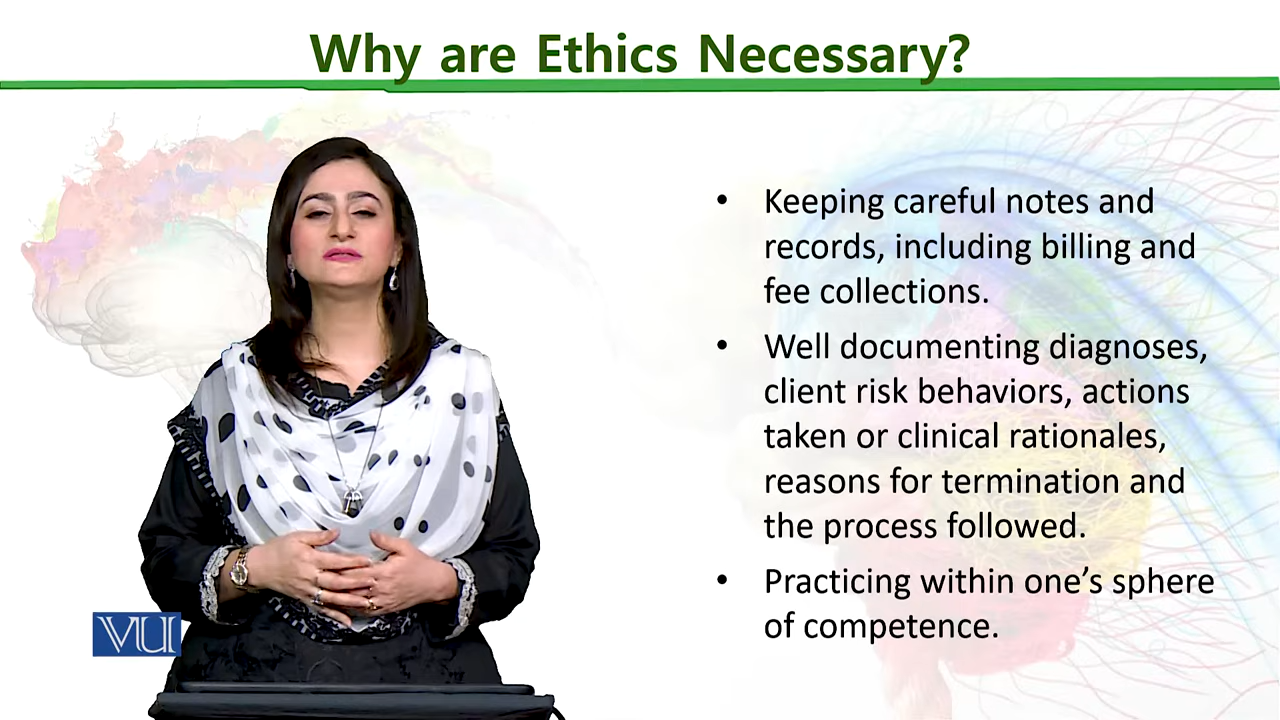 Why are Ethics Necessary?
• Keeping careful notes and
records, including billing and
fee collections.
• Well documenting diagnoses,
client risk behaviors, actions
taken or clinical rationales,
reasons for termination and
the process followed.
• Practicing within one’s sphere
of competence.
VU